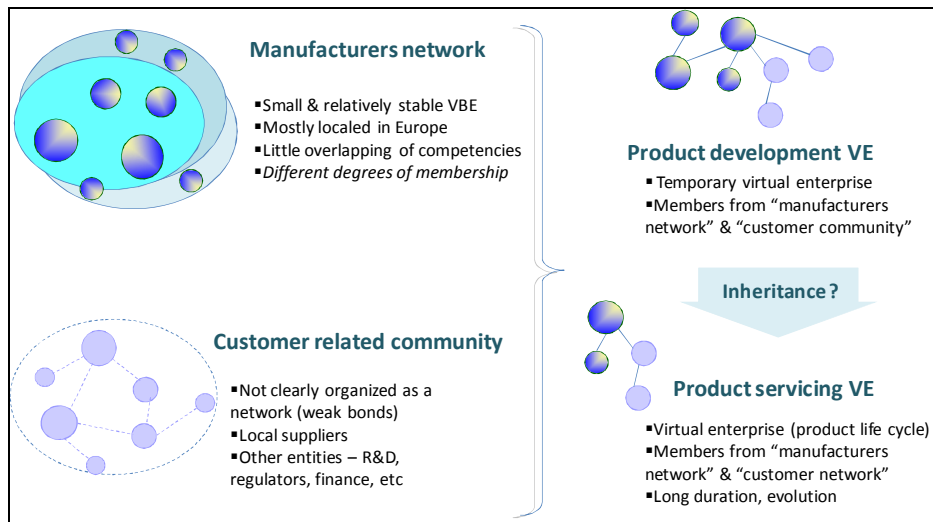 Manufacturers network
▪Small & relatively stable VBE
▪Mostly localed in Europe
▪Little overlapping of competencies
▪Different degrees of membership
Customer related community
▪Not clearly organized as a
network (weak bonds)
▪Local suppliers
▪Other entities – R&D,
regulators, finance, etc
Product development VE
▪ Temporary virtual enterprise
▪Members from “manufacturers
network” & “customer community”
Inheritance ?
Product servicing VE
▪Virtual enterprise (product life cycle)
▪Members from “manufacturers
network” & “customer network”
▪Long duration, evolution